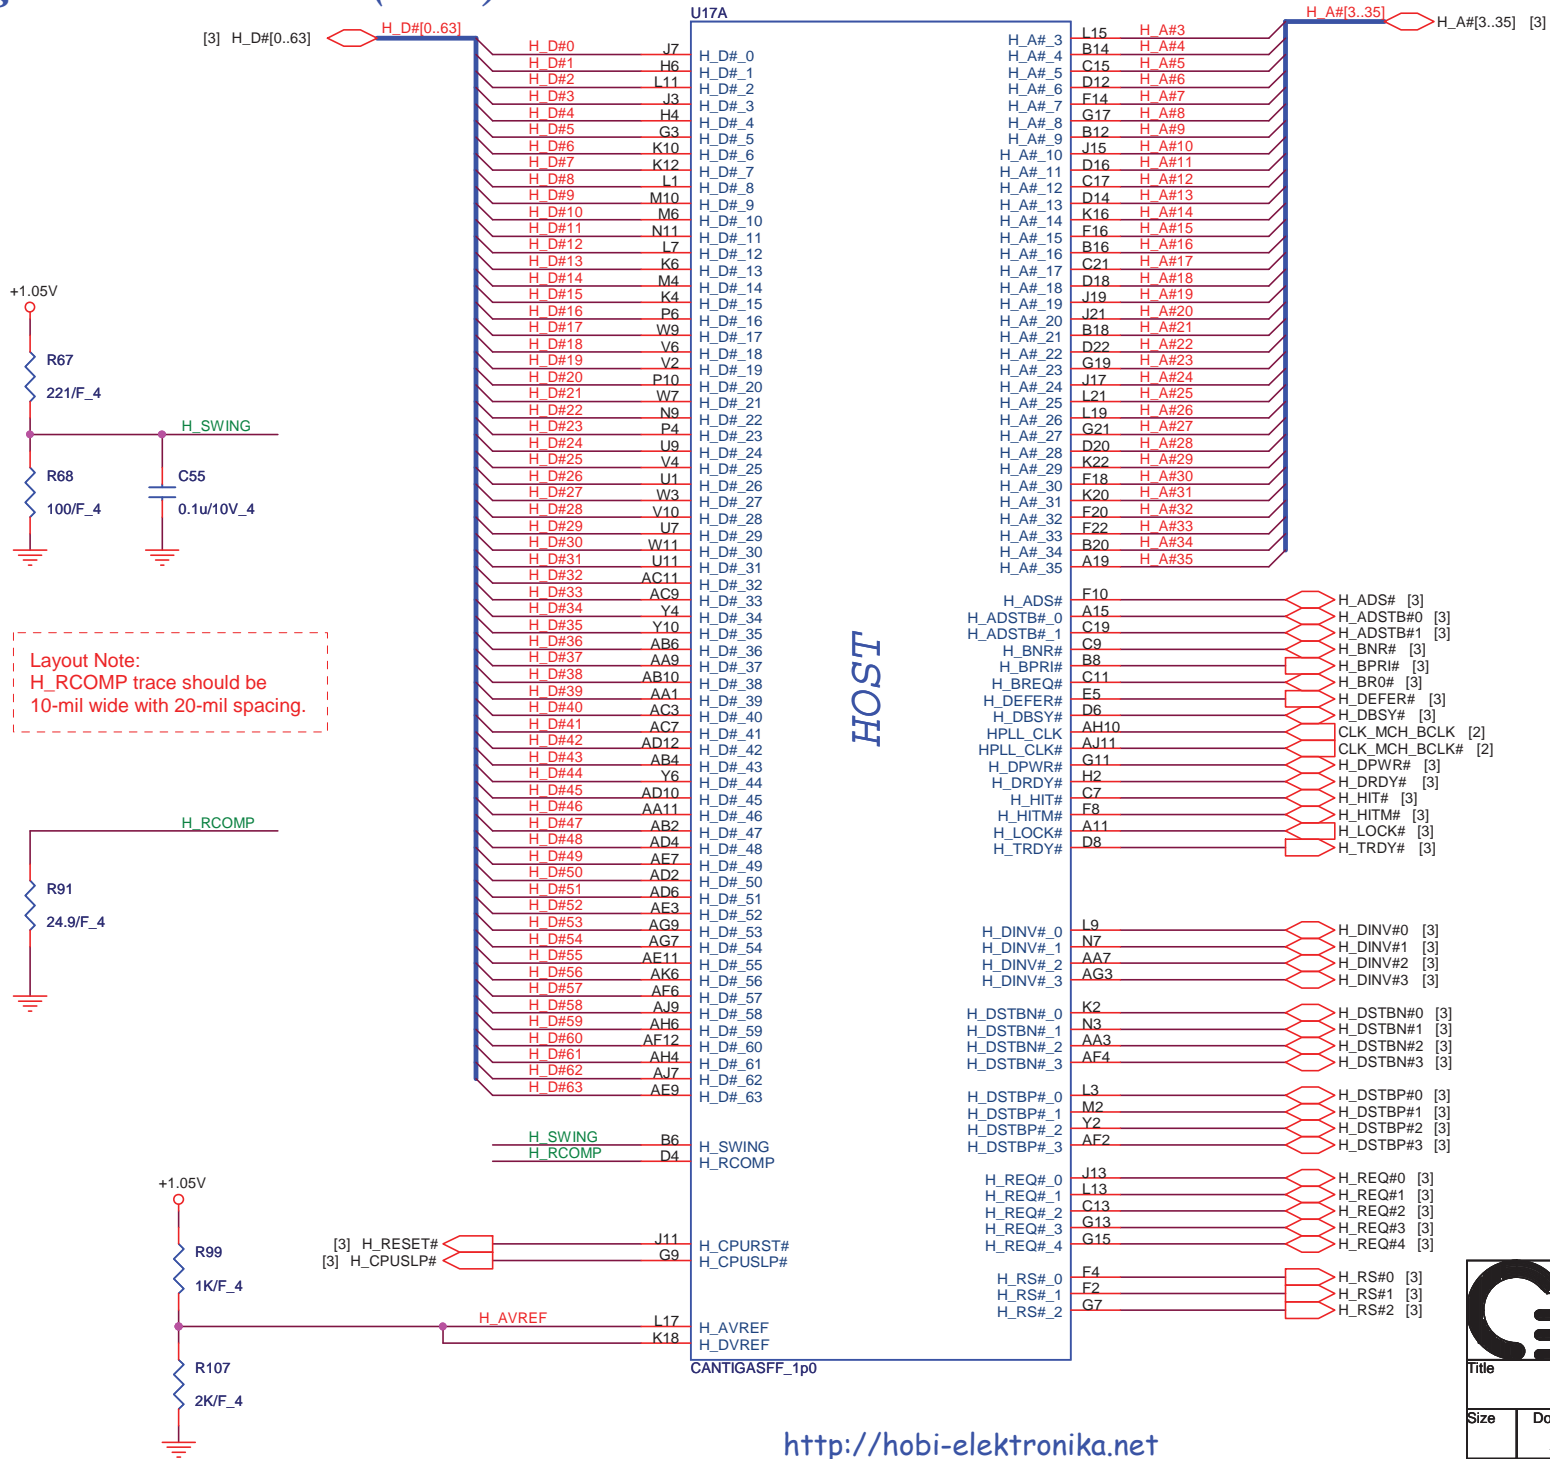 U17A
[3] H_D#[0..63]
H_D#[0..63]
H_A#[3..35]
H_A#[3..35] [3]
H_D#0 J7 H_D#_0
H_D#1 H6 H_D#_1
H_D#2 L11 H_D#_2
H_D#3 J3 H_D#_3
H_D#4 H4 H_D#_4
H_D#5 G3 H_D#_5
H_D#6 K10 H_D#_6
H_D#7 K12 H_D#_7
H_D#8 L1 H_D#_8
H_D#9 M10 H_D#_9
H_D#10 M6 H_D#_10
H_D#11 N11 H_D#_11
H_D#12 L7 H_D#_12
H_D#13 K6 H_D#_13
H_D#14 M4 H_D#_14
H_D#15 K4 H_D#_15
H_D#16 P6 H_D#_16
H_D#17 W9 H_D#_17
H_D#18 V6 H_D#_18
H_D#19 V2 H_D#_19
H_D#20 P10 H_D#_20
H_D#21 W7 H_D#_21
H_D#22 N9 H_D#_22
H_D#23 P4 H_D#_23
H_D#24 U9 H_D#_24
H_D#25 V4 H_D#_25
H_D#26 U1 H_D#_26
H_D#27 W3 H_D#_27
H_D#28 V10 H_D#_28
H_D#29 U7 H_D#_29
H_D#30 W11 H_D#_30
H_D#31 U11 H_D#_31
H_D#32 AC11 H_D#_32
H_D#33 AC9 H_D#_33
H_D#34 Y4 H_D#_34
H_D#35 Y10 H_D#_35
H_D#36 AB6 H_D#_36
H_D#37 AA9 H_D#_37
H_D#38 AB10 H_D#_38
H_D#39 AA1 H_D#_39
H_D#40 AC3 H_D#_40
H_D#41 AC7 H_D#_41
H_D#42 AD12 H_D#_42
H_D#43 AB4 H_D#_43
H_D#44 Y6 H_D#_44
H_D#45 AD10 H_D#_45
H_D#46 AA11 H_D#_46
H_D#47 AB2 H_D#_47
H_D#48 AD4 H_D#_48
H_D#49 AE7 H_D#_49
H_D#50 AD2 H_D#_50
H_D#51 AD6 H_D#_51
H_D#52 AE3 H_D#_52
H_D#53 AG9 H_D#_53
H_D#54 AG7 H_D#_54
H_D#55 AE11 H_D#_55
H_D#56 AK6 H_D#_56
H_D#57 AF6 H_D#_57
H_D#58 AJ9 H_D#_58
H_D#59 AH6 H_D#_59
H_D#60 AF12 H_D#_60
H_D#61 AH4 H_D#_61
H_D#62 AJ7 H_D#_62
H_D#63 AE9 H_D#_63
H_SWING B6 H_SWING
H_RCOMP D4 H_RCOMP
[3] H_RESET# J11 H_CPURST#
[3] H_CPUSLP# G9 H_CPUSLP#
H_AVREF L17 H_AVREF
K18 H_DVREF
HOST
H_A#_3 L15 H_A#3
H_A#_4 B14 H_A#4
H_A#_5 C15 H_A#5
H_A#_6 D12 H_A#6
H_A#_7 F14 H_A#7
H_A#_8 G17 H_A#8
H_A#_9 B12 H_A#9
H_A#_10 J15 H_A#10
H_A#_11 D16 H_A#11
H_A#_12 C17 H_A#12
H_A#_13 D14 H_A#13
H_A#_14 K16 H_A#14
H_A#_15 F16 H_A#15
H_A#_16 B16 H_A#16
H_A#_17 C21 H_A#17
H_A#_18 D18 H_A#18
H_A#_19 J19 H_A#19
H_A#_20 J21 H_A#20
H_A#_21 B18 H_A#21
H_A#_22 D22 H_A#22
H_A#_23 G19 H_A#23
H_A#_24 J17 H_A#24
H_A#_25 L21 H_A#25
H_A#_26 L19 H_A#26
H_A#_27 G21 H_A#27
H_A#_28 D20 H_A#28
H_A#_29 K22 H_A#29
H_A#_30 F18 H_A#30
H_A#_31 K20 H_A#31
H_A#_32 F20 H_A#32
H_A#_33 F22 H_A#33
H_A#_34 B20 H_A#34
H_A#_35 A19 H_A#35
H_ADS# F10 H_ADS# [3]
H_ADSTB#_0 A15 H_ADSTB#0 [3]
H_ADSTB#_1 C19 H_ADSTB#1 [3]
H_BNR# C9 H_BNR# [3]
H_BPRI# B8 H_BPRI# [3]
H_BREQ# C11 H_BR0# [3]
H_DEFER# E5 H_DEFER# [3]
H_DBSY# D6 H_DBSY# [3]
HPLL_CLK AH10 CLK_MCH_BCLK [2]
HPLL_CLK# AJ11 CLK_MCH_BCLK# [2]
H_DPWR# G11 H_DPWR# [3]
H_DRDY# H2 H_DRDY# [3]
H_HIT# C7 H_HIT# [3]
H_HITM# F8 H_HITM# [3]
H_LOCK# A11 H_LOCK# [3]
H_TRDY# D8 H_TRDY# [3]
H_DINV#_0 L9 H_DINV#0 [3]
H_DINV#_1 N7 H_DINV#1 [3]
H_DINV#_2 AA7 H_DINV#2 [3]
H_DINV#_3 AG3 H_DINV#3 [3]
H_DSTBN#_0 K2 H_DSTBN#0 [3]
H_DSTBN#_1 N3 H_DSTBN#1 [3]
H_DSTBN#_2 AA3 H_DSTBN#2 [3]
H_DSTBN#_3 AF4 H_DSTBN#3 [3]
H_DSTBP#_0 L3 H_DSTBP#0 [3]
H_DSTBP#_1 M2 H_DSTBP#1 [3]
H_DSTBP#_2 Y2 H_DSTBP#2 [3]
H_DSTBP#_3 AF2 H_DSTBP#3 [3]
H_REQ#_0 J13 H_REQ#0 [3]
H_REQ#_1 L13 H_REQ#1 [3]
H_REQ#_2 C13 H_REQ#2 [3]
H_REQ#_3 G13 H_REQ#3 [3]
H_REQ#_4 G15 H_REQ#4 [3]
H_RS#_0 F4 H_RS#0 [3]
H_RS#_1 F2 H_RS#1 [3]
H_RS#_2 G7 H_RS#2 [3]
CANTIGASFF_1p0
+1.05V
R67
221/F_4
H_SWING
R68
100/F_4
C55
0.1u/10V_4
Layout Note:
H_RCOMP trace should be
10-mil wide with 20-mil spacing.
H_RCOMP
R91
24.9/F_4
+1.05V
R99
1K/F_4
R107
2K/F_4
Title
Size
http://hobi-elektronika.net